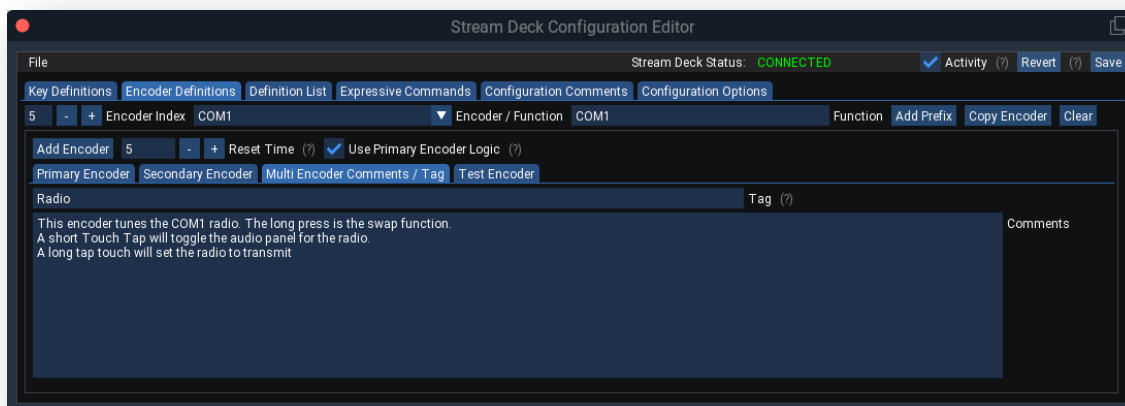 Stream Deck Configuration Editor
File Stream Deck Status: CONNECTED Activity (?) Revert (?) Save
Key Definitions Encoder Definitions Definition List Expressive Commands Configuration Comments Configuration Options
5 - + Encoder Index COM1 Encoder / Function COM1 Function Add Prefix Copy Encoder Clear
Add Encoder 5 - + Reset Time (?) Use Primary Encoder Logic (?)
Primary Encoder Secondary Encoder Multi Encoder Comments / Tag Test Encoder
Radio Tag (?)
This encoder tunes the COM1 radio. The long press is the swap function. Comments
A short Touch Tap will toggle the audio panel for the radio.
A long tap touch will set the radio to transmit